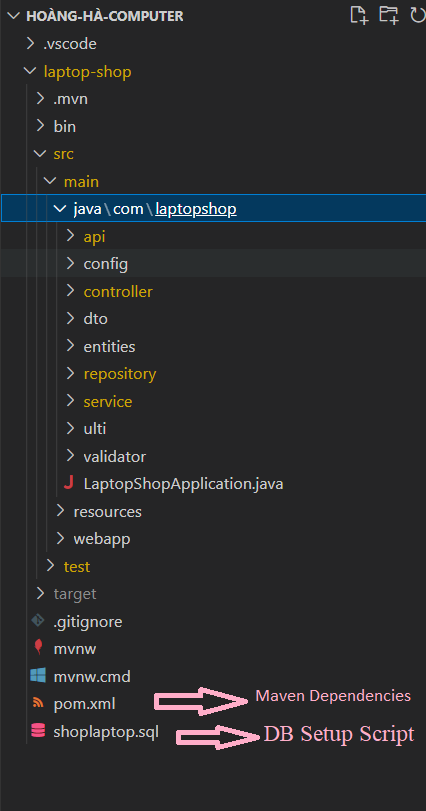 HOÀNG-HÀ-COMPUTER
.vscode
laptop-shop
.mvn
bin
src
main
java\com\laptopshop
api
config
controller
dto
entities
repository
service
ulti
validator
LaptopShopApplication.java
resources
webapp
test
target
.gitignore
mvnw
mvnw.cmd
pom.xml Maven Dependencies
shoplaptop.sql DB Setup Script